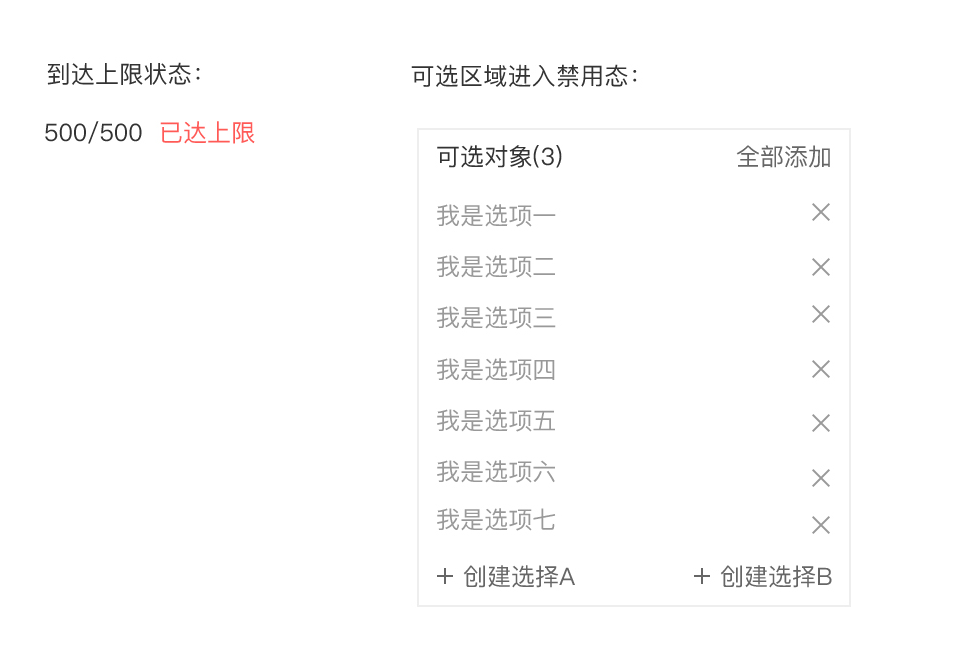 到达上限状态：
500/500 已达上限
可选区域进入禁用态：
可选对象(3) 全部添加
我是选项一
我是选项二
我是选项三
我是选项四
我是选项五
我是选项六
我是选项七
+ 创建选择A + 创建选择B